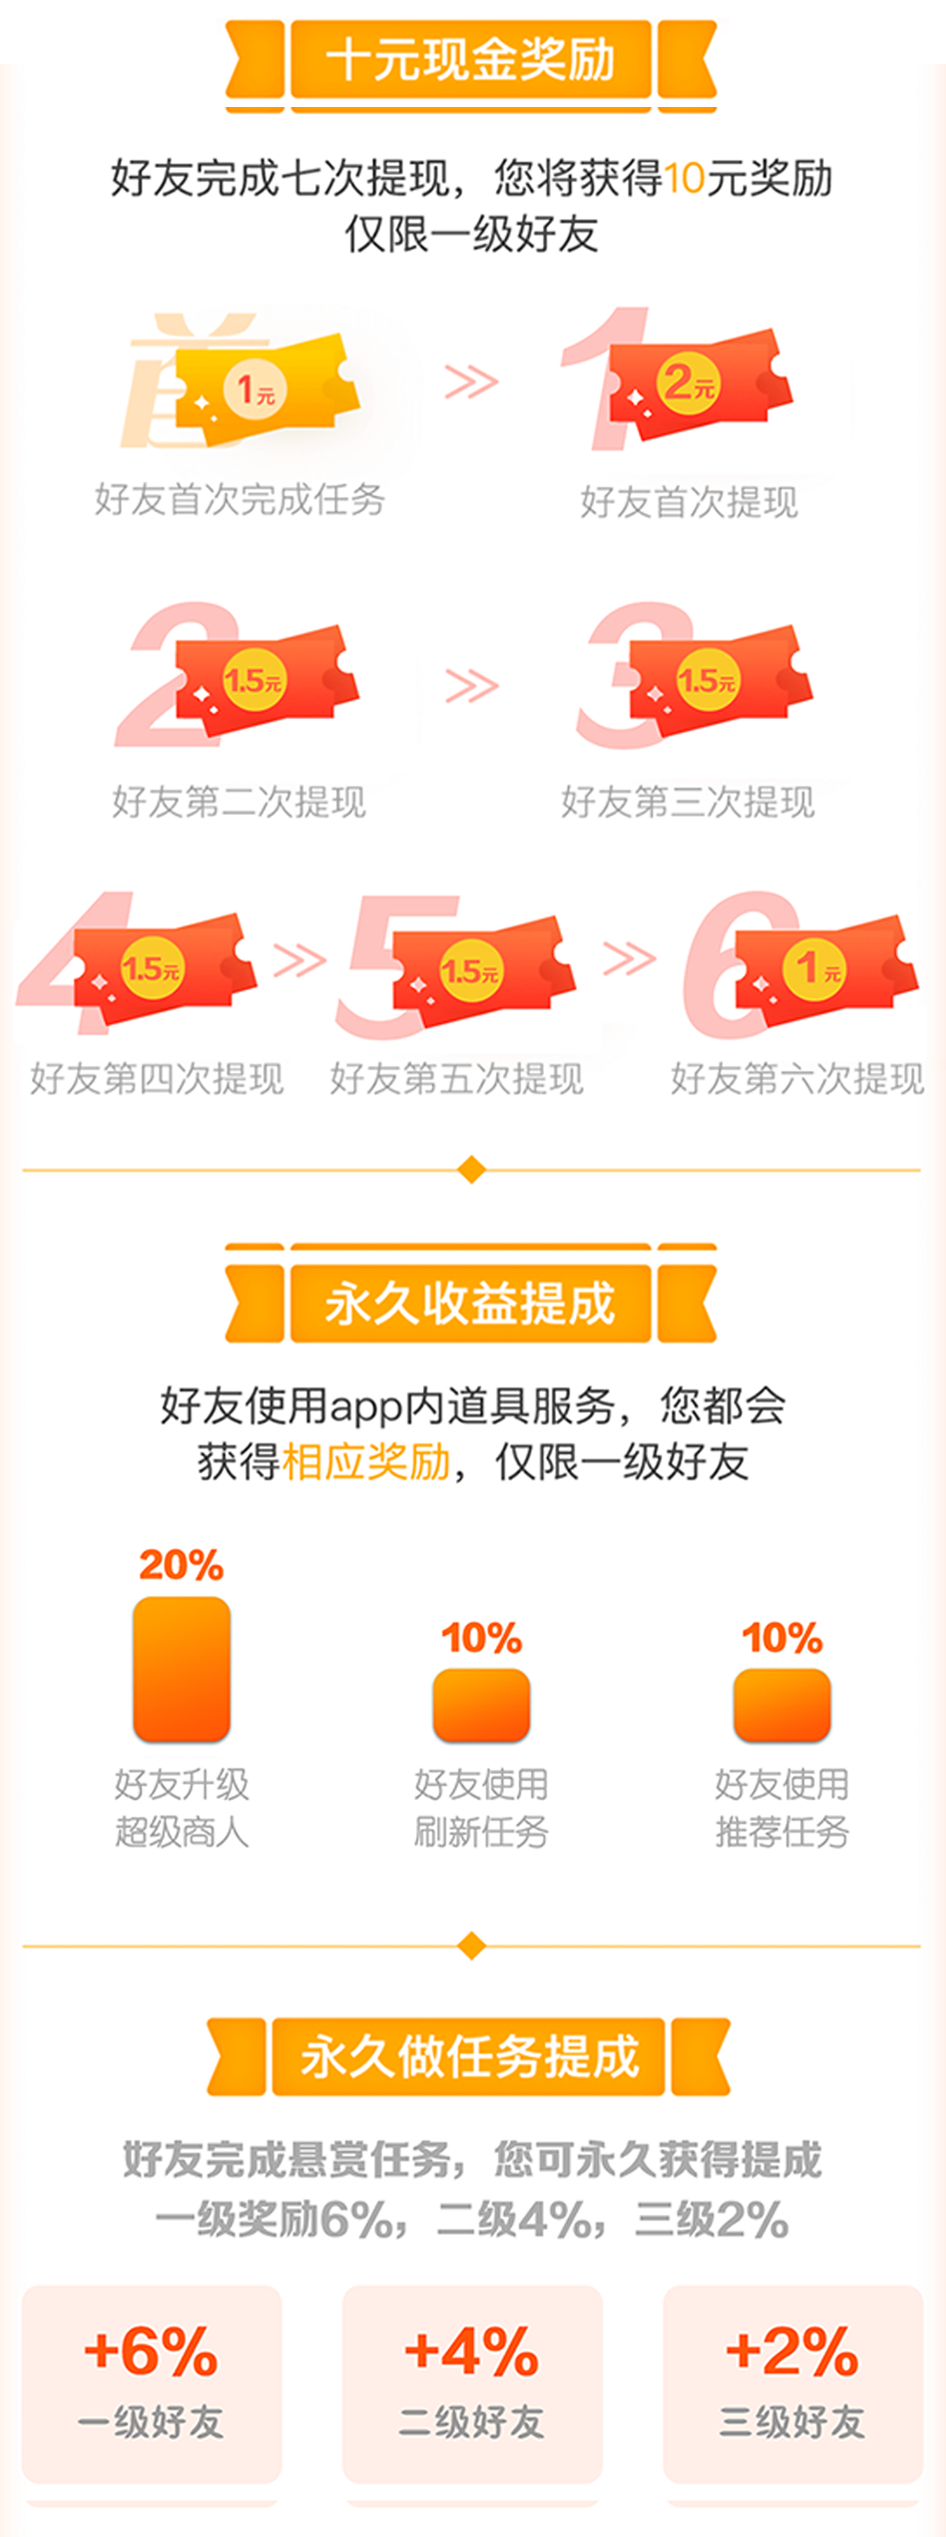 十元现金奖励
好友完成七次提现，您将获得10元奖励
仅限一级好友
首
1元
1
2元
好友首次完成任务
好友首次提现
2
1.5元
3
1.5元
好友第二次提现
好友第三次提现
4
1.5元
5
1.5元
6
1元
好友第四次提现
好友第五次提现
好友第六次提现
永久收益提成
好友使用app内道具服务，您都会
获得相应奖励，仅限一级好友
20%
10%
10%
好友升级
超级商人
好友使用
刷新任务
好友使用
推荐任务
永久做任务提成
好友完成悬赏任务，您可永久获得提成
一级奖励6%，二级4%，三级2%
+6%
一级好友
+4%
二级好友
+2%
三级好友